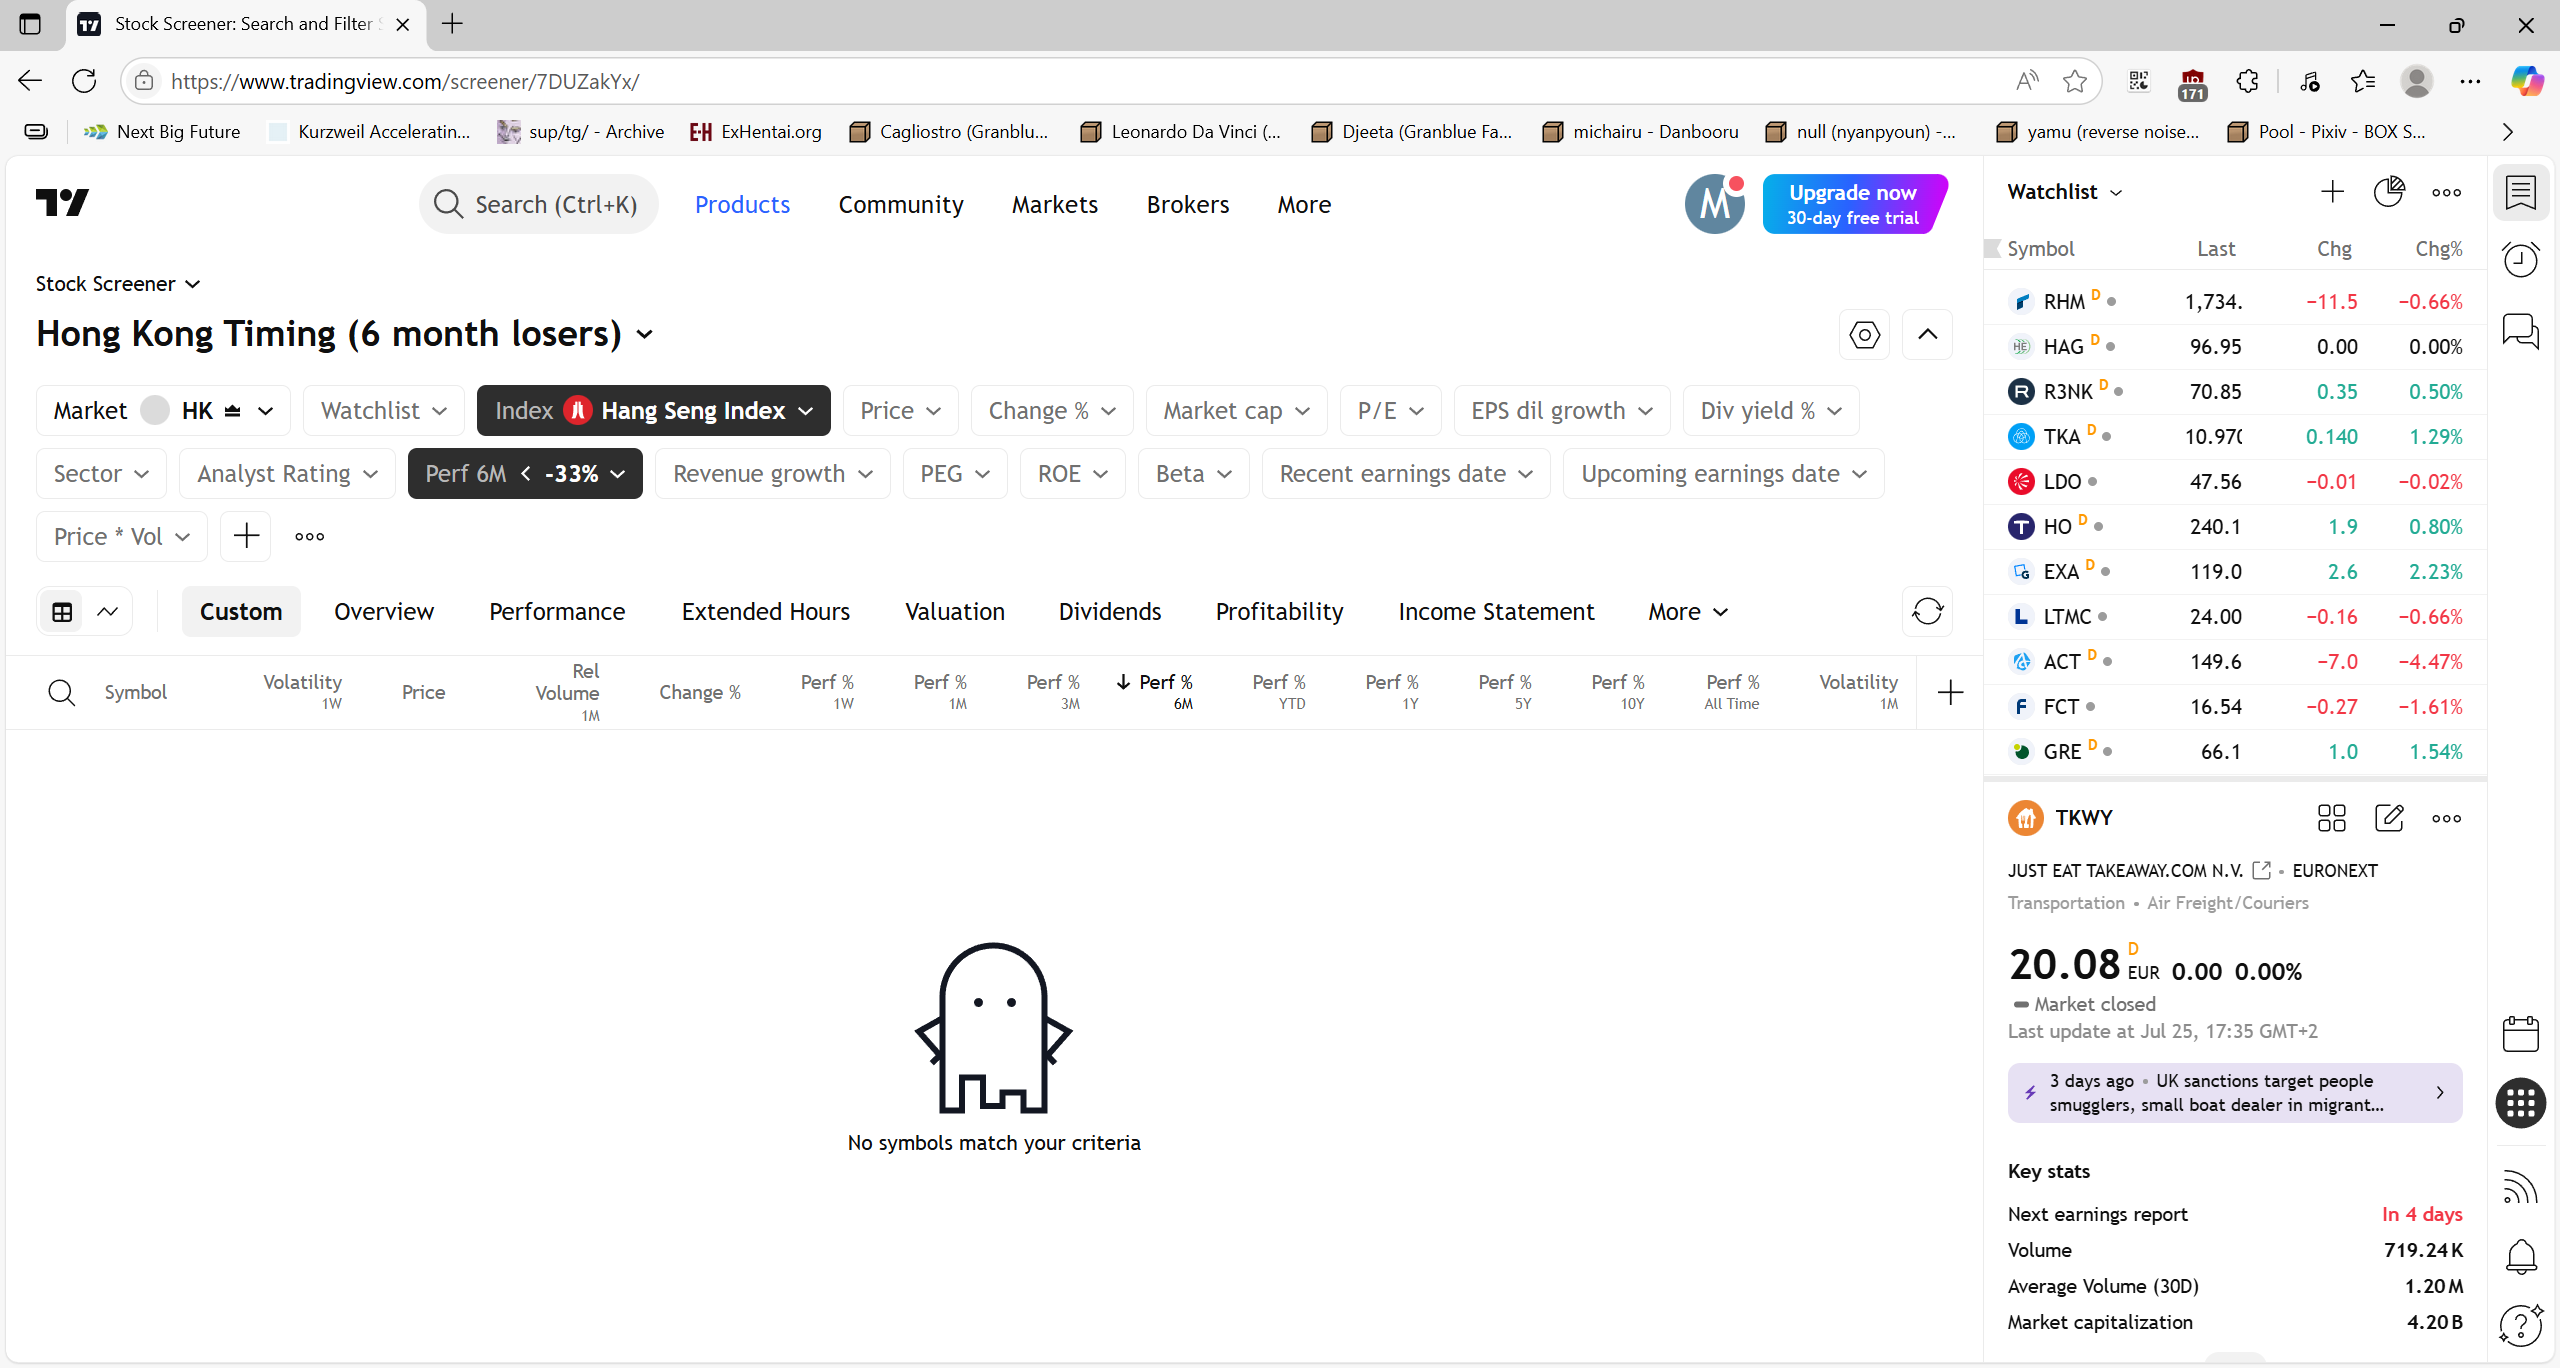 Stock Screener: Search and Filter S
https://www.tradingview.com/screener/7DUZakYx/
171
Next Big Future
Kurzweil Acceleratin...
sup/tg/ - Archive
E-H ExHentai.org
Cagliostro (Granblu...
Leonardo Da Vinci (...
Djeeta (Granblue Fa...
michairu - Danbooru
null (nyanpyoun) -...
yamu (reverse noise...
Pool - Pixiv - BOX S...
Search (Ctrl+K)
Products
Community
Markets
Brokers
More
M
Upgrade now
30-day free trial
Stock Screener
Hong Kong Timing (6 month losers)
Market HK
Watchlist
Index Hang Seng Index
Price
Change %
Market cap
P/E
EPS dil growth
Div yield %
Sector
Analyst Rating
Perf 6M < -33%
Revenue growth
PEG
ROE
Beta
Recent earnings date
Upcoming earnings date
Price * Vol
Custom
Overview
Performance
Extended Hours
Valuation
Dividends
Profitability
Income Statement
More
Symbol
Volatility
1W
Price
Rel
Volume
1M
Change %
Perf %
1W
Perf %
1M
Perf %
3M
↓ Perf %
6M
Perf %
YTD
Perf %
1Y
Perf %
5Y
Perf %
10Y
Perf %
All Time
Volatility
1M
No symbols match your criteria
Watchlist
Symbol Last Chg Chg%
RHM D 1,734. −11.5 −0.66%
HAG D 96.95 0.00 0.00%
R3NK D 70.85 0.35 0.50%
TKA D 10.970 0.140 1.29%
LDO 47.56 −0.01 −0.02%
HO D 240.1 1.9 0.80%
EXA D 119.0 2.6 2.23%
LTMC 24.00 −0.16 −0.66%
ACT D 149.6 −7.0 −4.47%
FCT 16.54 −0.27 −1.61%
GRE D 66.1 1.0 1.54%
TKWY
JUST EAT TAKEAWAY.COM N.V. • EURONEXT
Transportation • Air Freight/Couriers
20.08 D EUR 0.00 0.00%
Market closed
Last update at Jul 25, 17:35 GMT+2
3 days ago • UK sanctions target people
smugglers, small boat dealer in migrant...
Key stats
Next earnings report In 4 days
Volume 719.24 K
Average Volume (30D) 1.20 M
Market capitalization 4.20 B